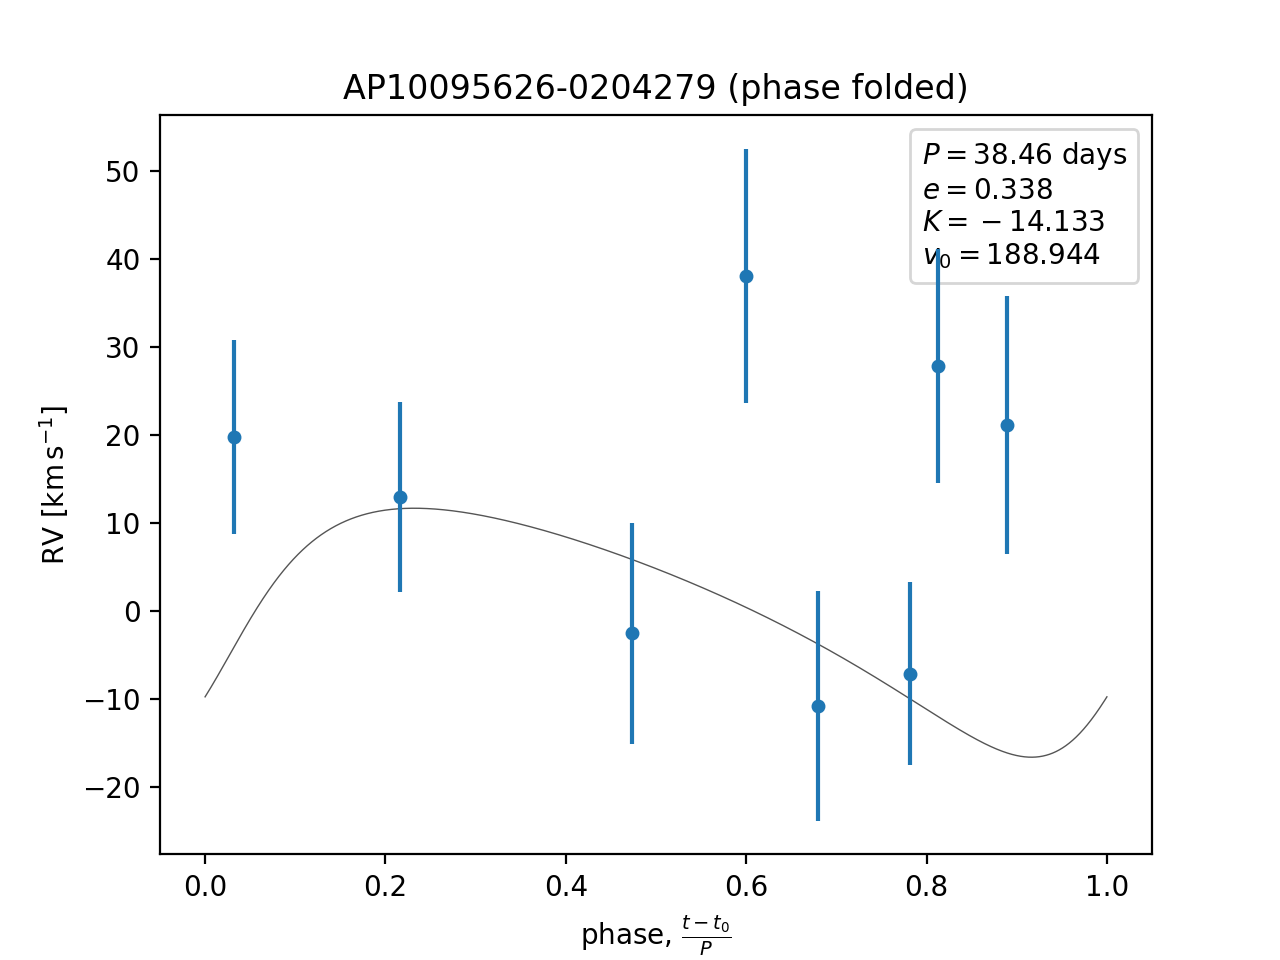 AP10095626-0204279 (phase folded)
P = 38.46 days
e = 0.338
K = −14.133
v₀ = 188.944
50
40
30
20
10
0
−10
−20
RV [km s⁻¹]
0.0 0.2 0.4 0.6 0.8 1.0
phase, (t − t₀)/P